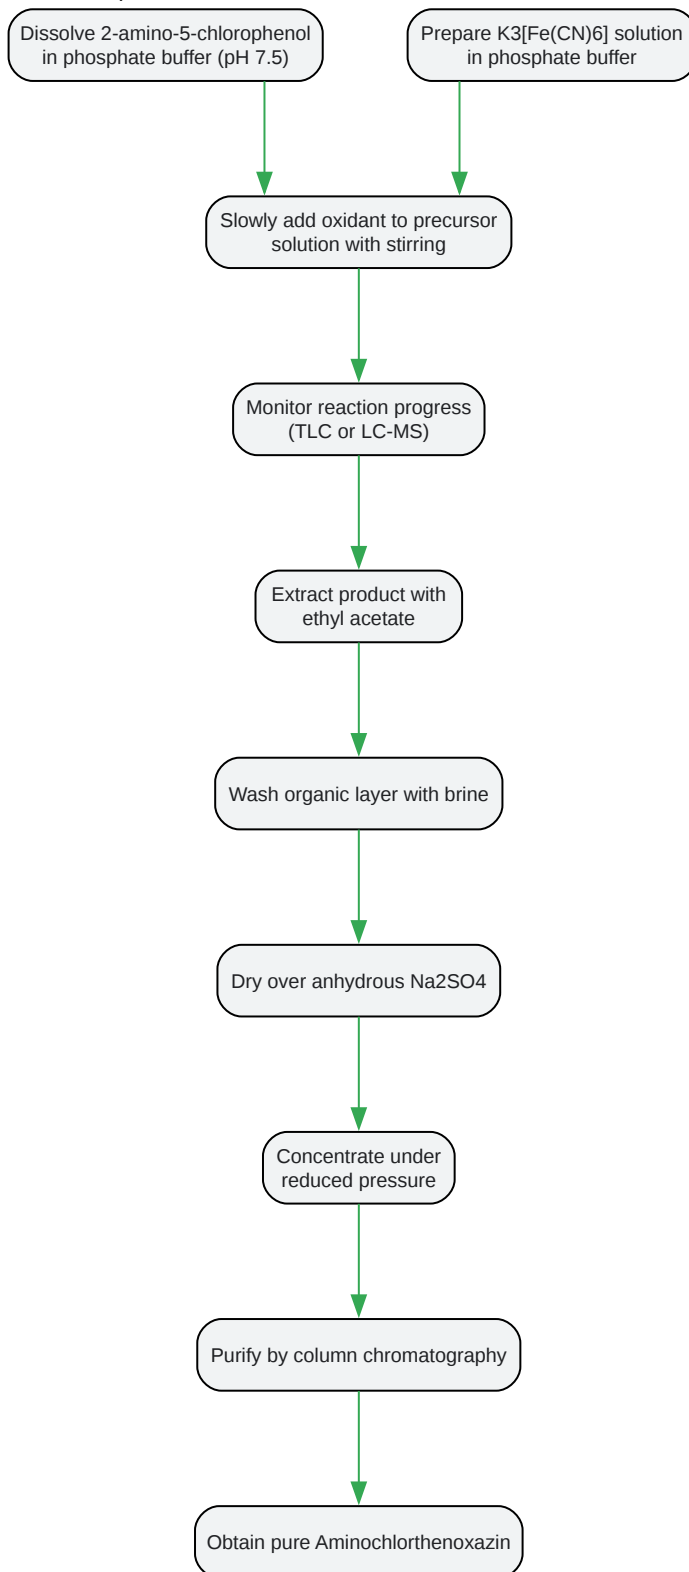 Dissolve 2-amino-5-chlorophenol
in phosphate buffer (pH 7.5)
Prepare K3[Fe(CN)6] solution
in phosphate buffer
Slowly add oxidant to precursor
solution with stirring
Monitor reaction progress
(TLC or LC-MS)
Extract product with
ethyl acetate
Wash organic layer with brine
Dry over anhydrous Na2SO4
Concentrate under
reduced pressure
Purify by column chromatography
Obtain pure Aminochlorthenoxazin